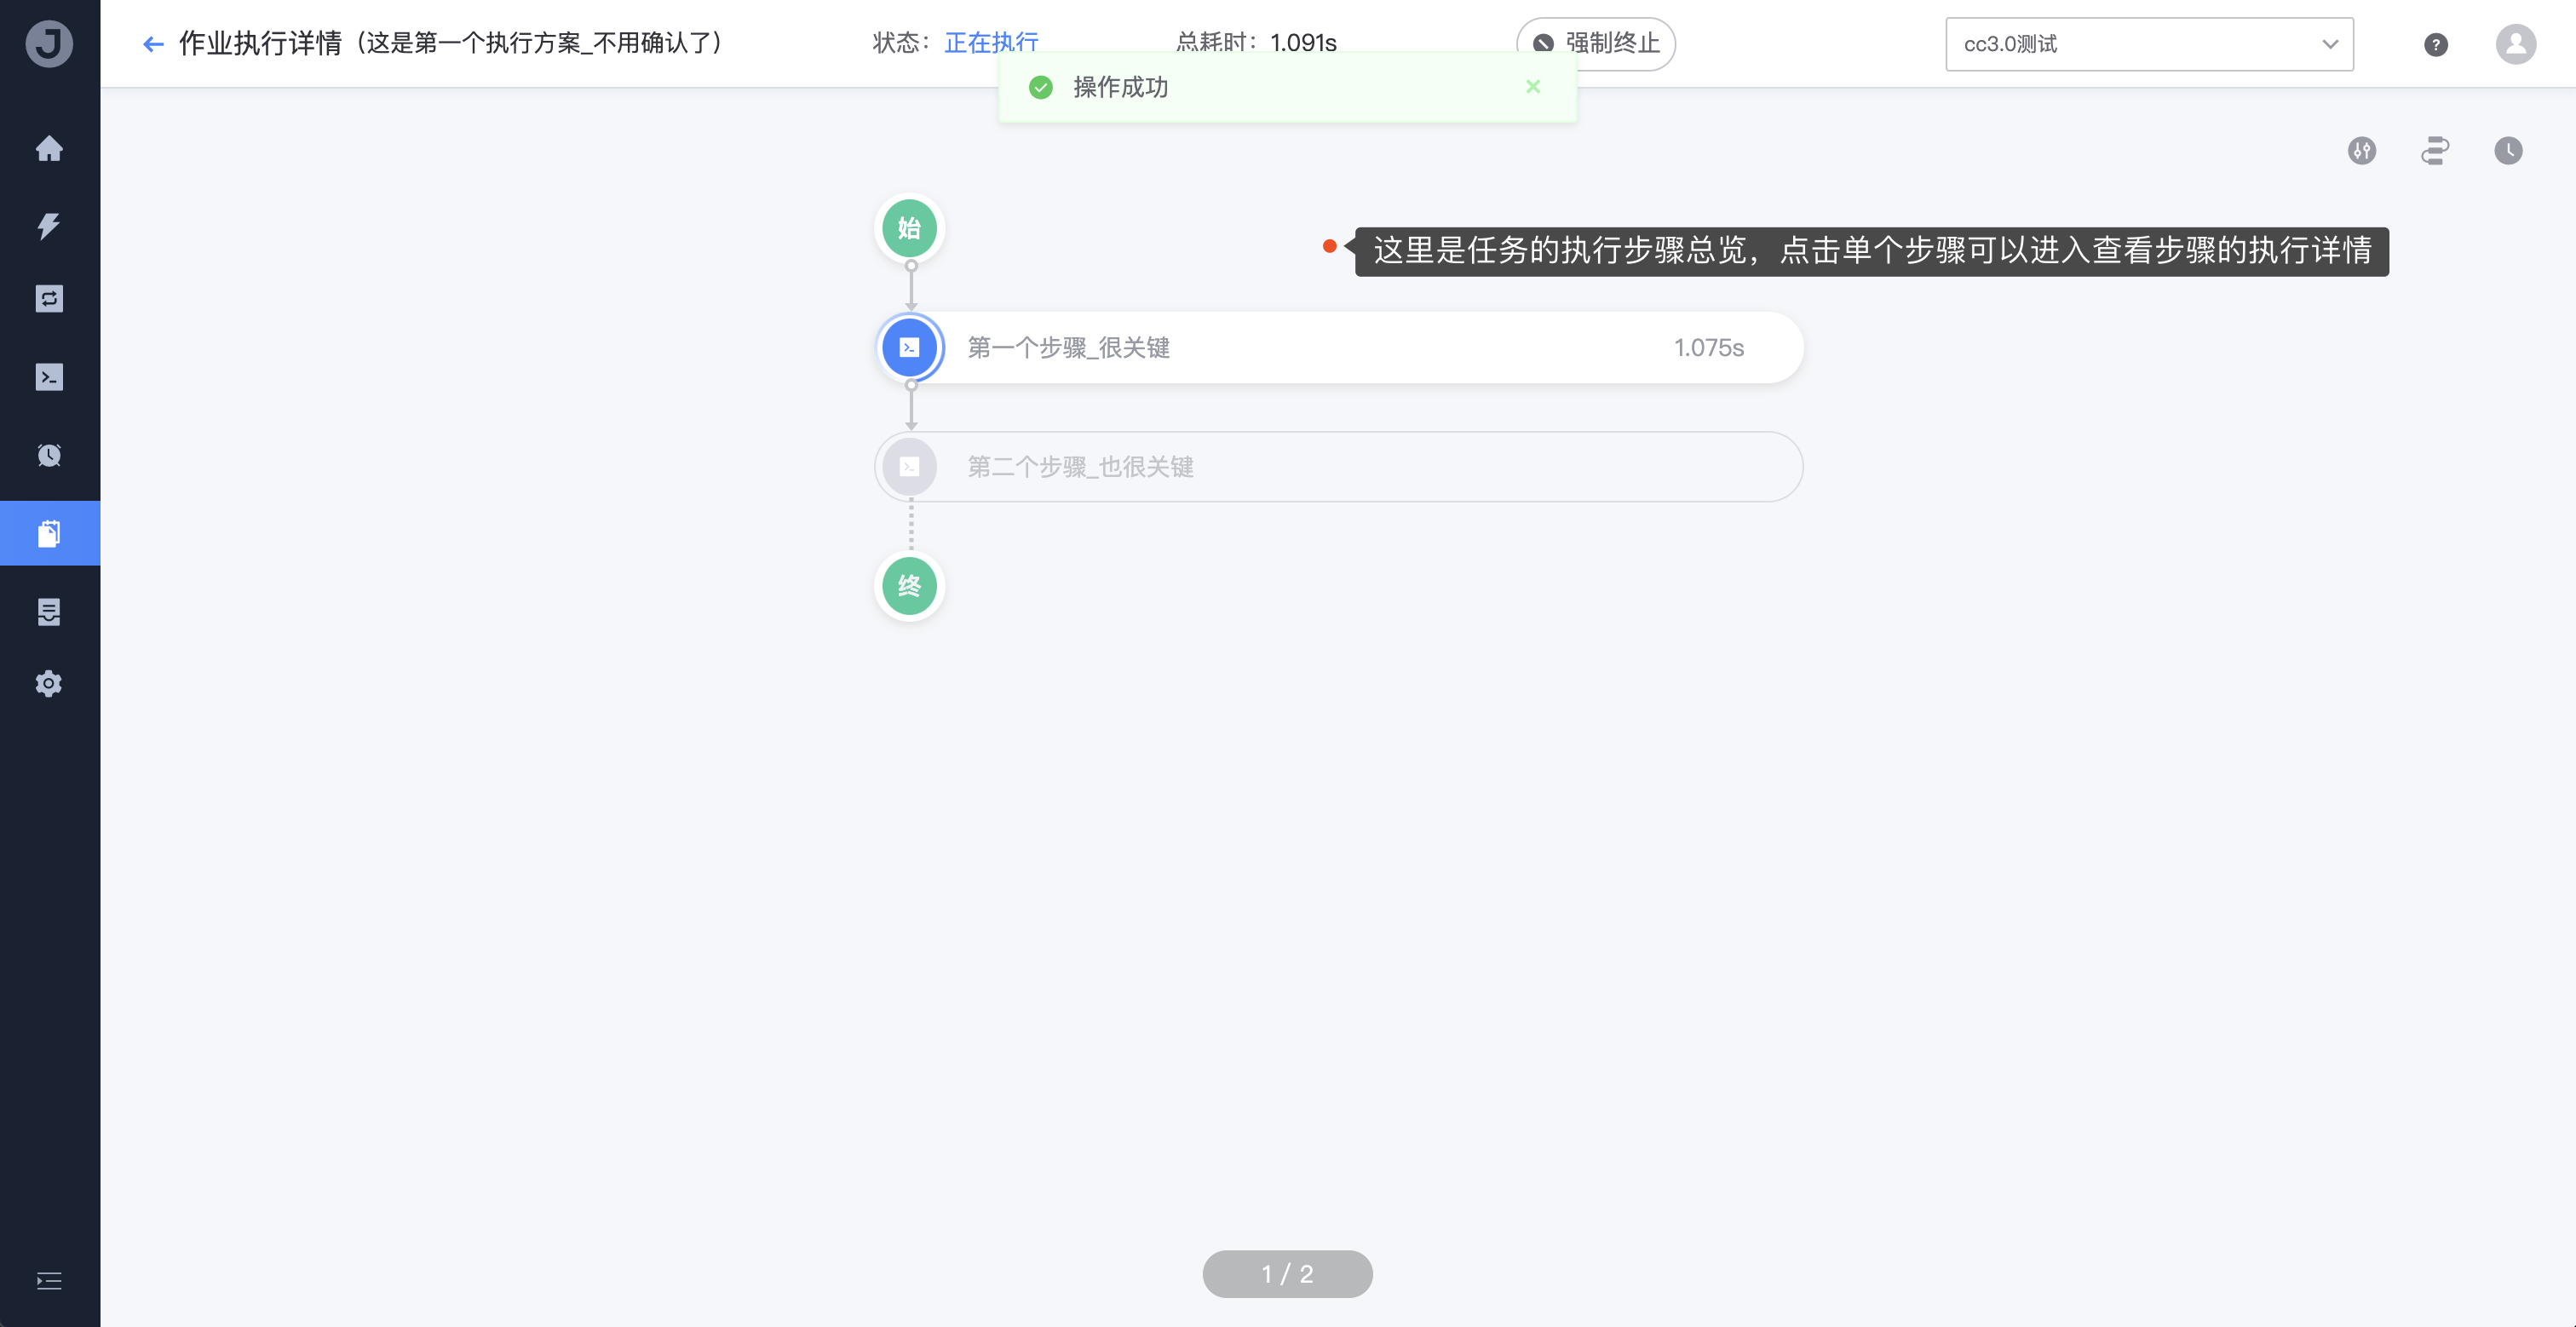 J
作业执行详情（这是第一个执行方案_不用确认了） 状态： 正在执行 总耗时： 1.091s 强制终止 cc3.0测试 ?
操作成功
始
这里是任务的执行步骤总览，点击单个步骤可以进入查看步骤的执行详情
第一个步骤_很关键 1.075s
第二个步骤_也很关键
终
1 / 2